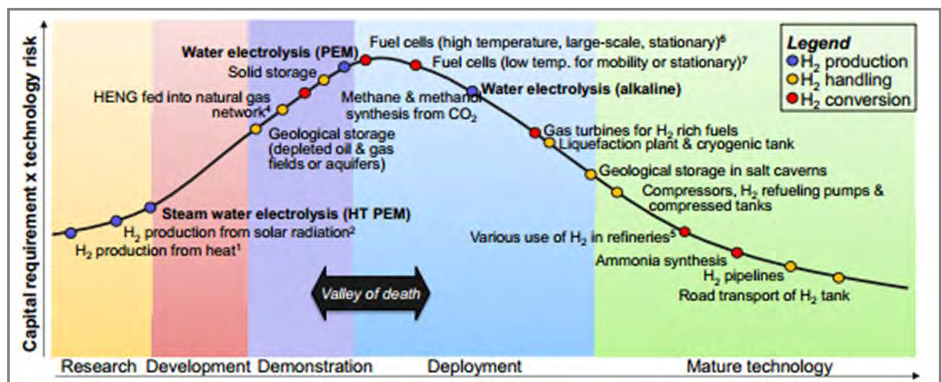 Capital requirement x technology risk
Water electrolysis (PEM)
Solid storage
HENG fed into natural gas
network⁴
Geological storage
(depleted oil & gas
fields or aquifers)
Steam water electrolysis (HT PEM)
H₂ production from solar radiation²
H₂ production from heat¹
Fuel cells (high temperature, large-scale, stationary)⁶
Fuel cells (low temp. for mobility or stationary)⁷
Water electrolysis (alkaline)
Methane & methanol
synthesis from CO₂
Gas turbines for H₂ rich fuels
Liquefaction plant & cryogenic tank
Geological storage in salt caverns
Compressors, H₂ refueling pumps &
compressed tanks
Various use of H₂ in refineries⁵
Ammonia synthesis
H₂ pipelines
Road transport of H₂ tank
Valley of death
Legend
H₂ production
H₂ handling
H₂ conversion
Research
Development
Demonstration
Deployment
Mature technology